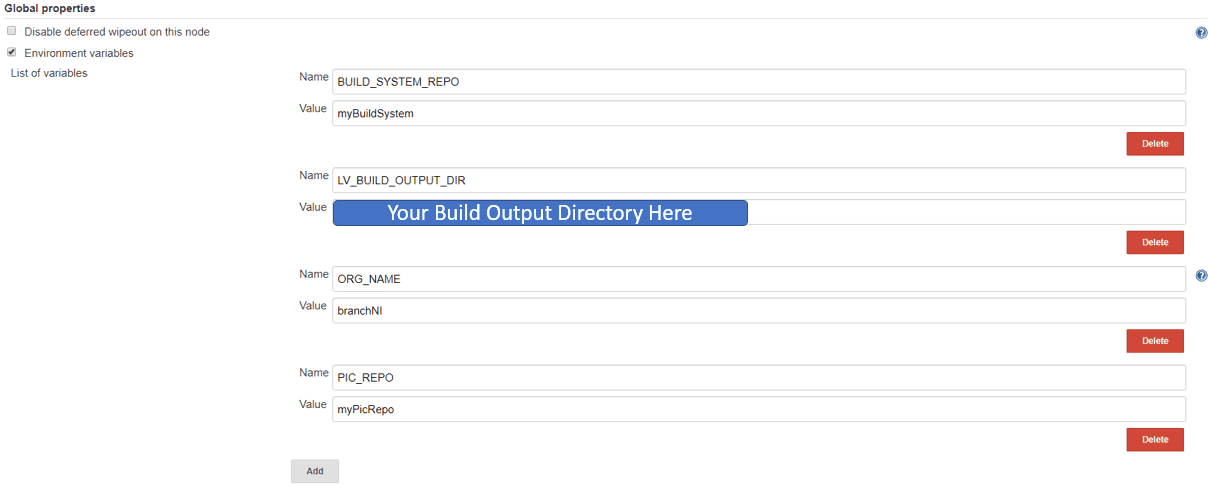 Global properties
Disable deferred wipeout on this node
Environment variables
List of variables
Name BUILD_SYSTEM_REPO
Value myBuildSystem
Delete
Name LV_BUILD_OUTPUT_DIR
Value Your Build Output Directory Here
Delete
Name ORG_NAME
Value branchNI
Delete
Name PIC_REPO
Value myPicRepo
Delete
Add